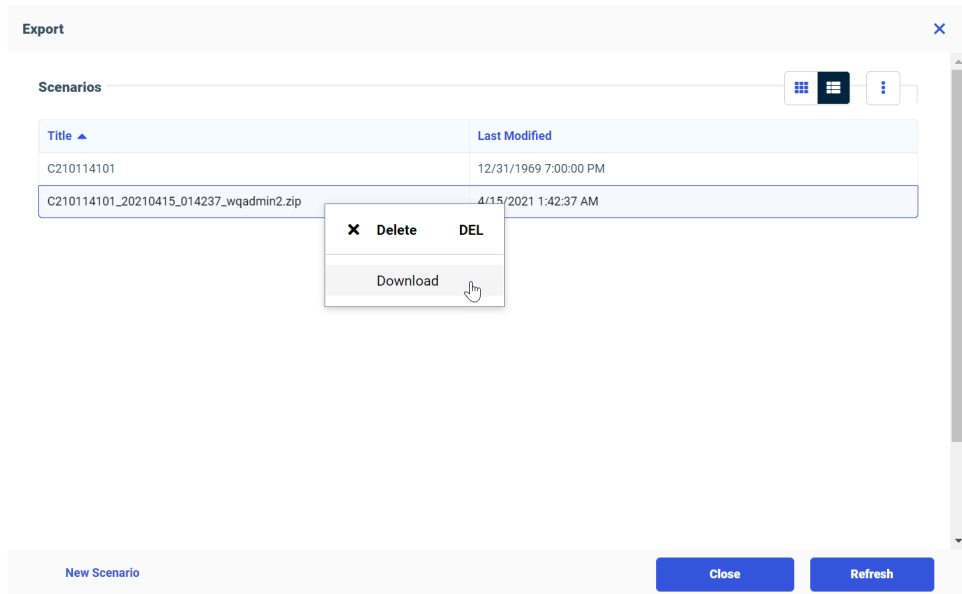 Export
Scenarios
Title Last Modified
C210114101 12/31/1969 7:00:00 PM
C210114101_20210415_014237_wqadmin2.zip 4/15/2021 1:42:37 AM
Delete DEL
Download
New Scenario Close Refresh